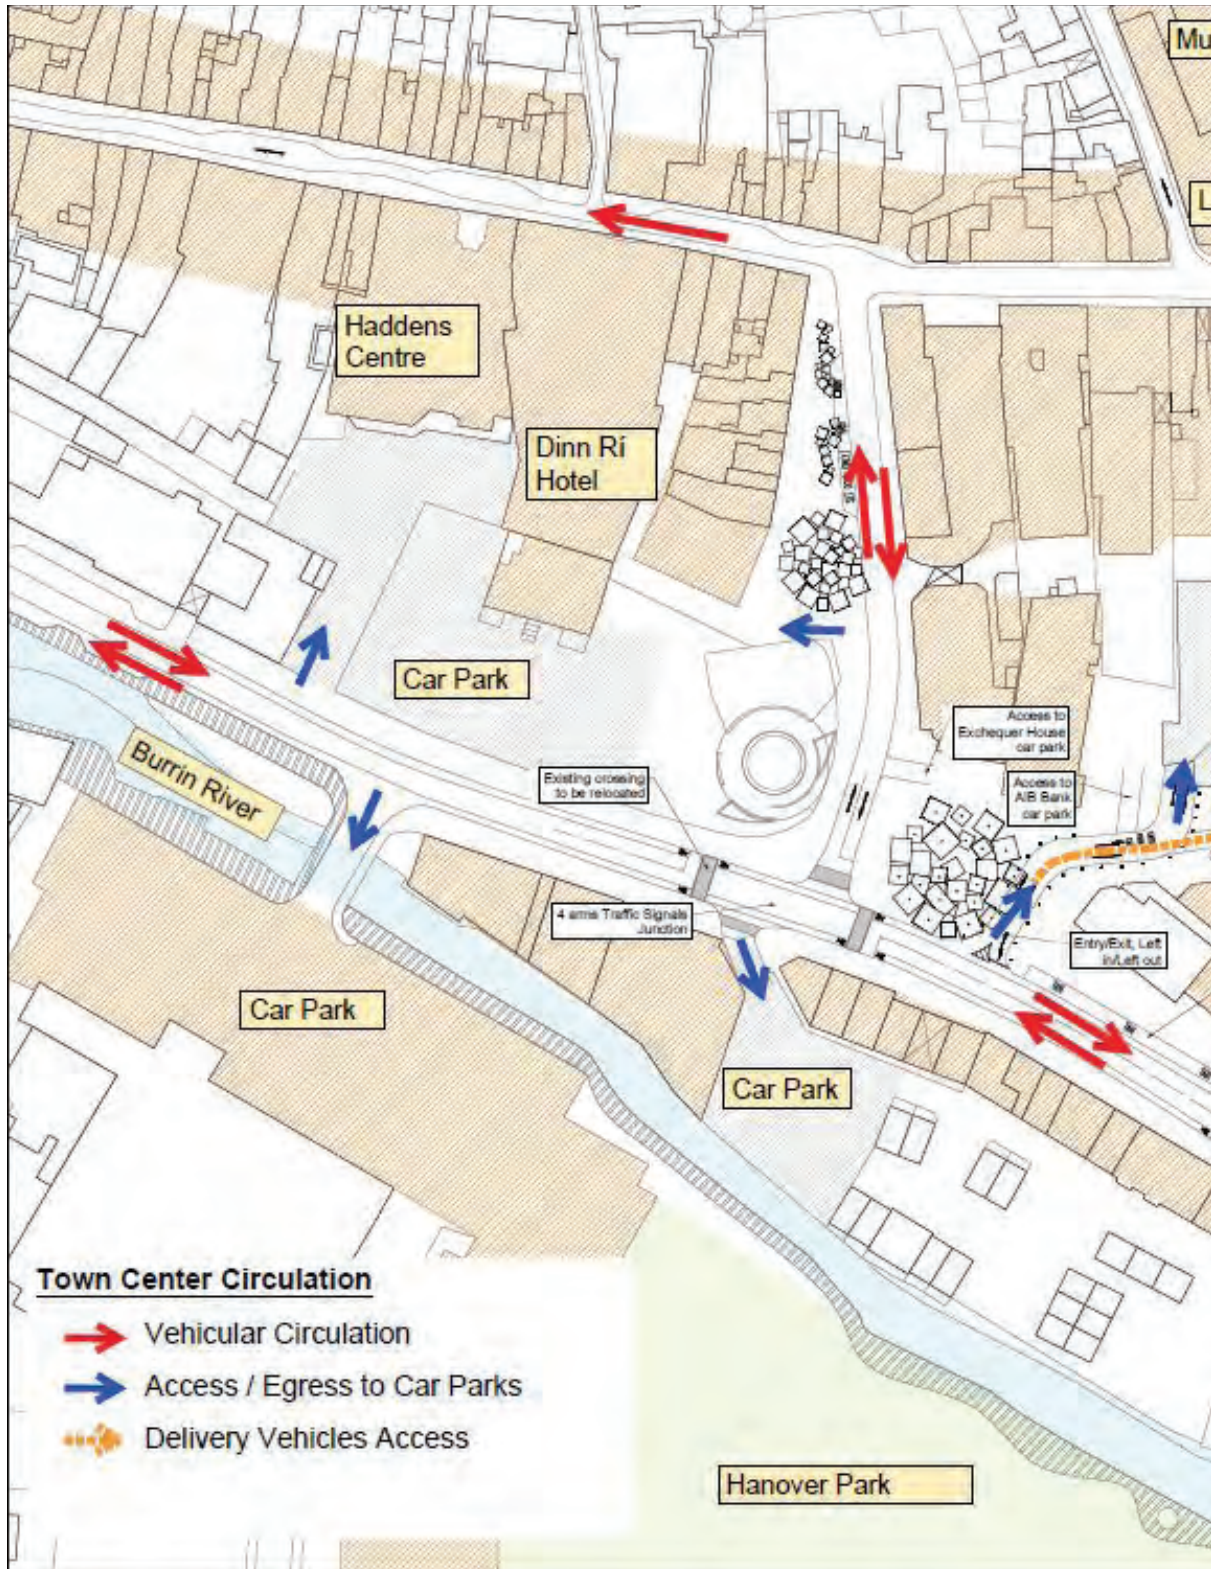 Mu
L
Haddens
Centre
Dinn Rí
Hotel
Car Park
Burrin River
Access to
Exchequer House
car park
Existing crossing
to be relocated
Access to
AIB Bank
car park
4 arms Traffic Signals
Junction
Entry/Exit, Left
in/Left out
Car Park
Car Park
Town Center Circulation
Vehicular Circulation
Access / Egress to Car Parks
Delivery Vehicles Access
Hanover Park